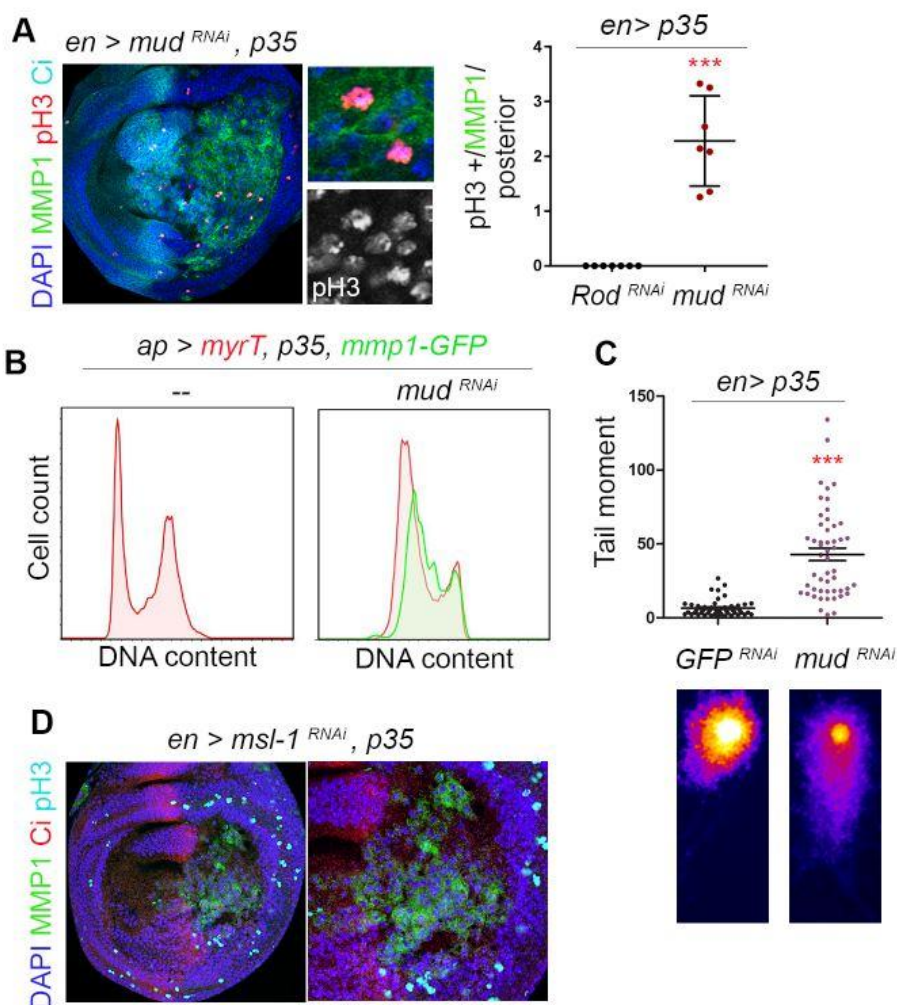 A
en > mud RNAi, p35
DAPI MMP1 pH3 Ci
pH3
en> p35
***
pH3 +/MMP1/
posterior
4
3
2
1
0
Rod RNAi mud RNAi
B
ap > myrT, p35, mmp1-GFP
-- mud RNAi
Cell count
DNA content DNA content
C
en> p35
***
Tail moment
150
100
50
0
GFP RNAi mud RNAi
D
en > msl-1 RNAi, p35
DAPI MMP1 Ci pH3